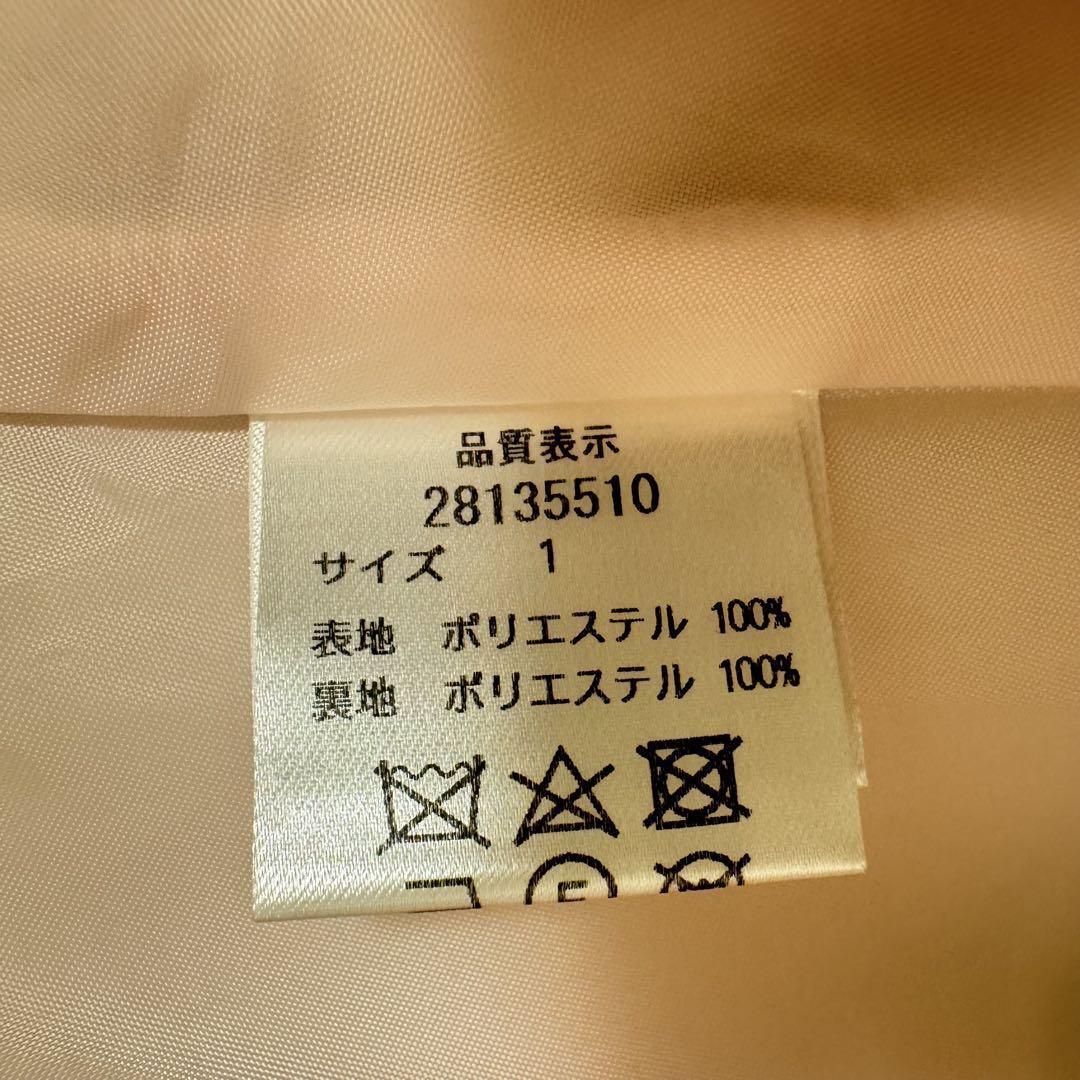 品質表示
28135510
サイズ 1
表地 ポリエステル 100%
裏地 ポリエステル 100%